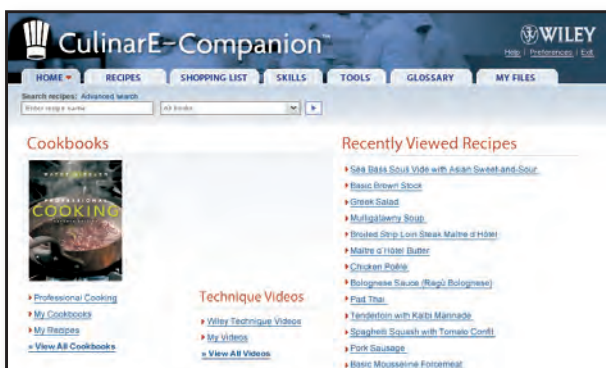 CulinarE-Companion™
WILEY
Help | Preferences | Exit
HOME RECIPES SHOPPING LIST SKILLS TOOLS GLOSSARY MY FILES
Search recipes: Advanced search
Enter recipe name All books
Cookbooks
WAYNE GISSLEN
PROFESSIONAL
COOKING
Professional Cooking
My Cookbooks
My Recipes
» View All Cookbooks
Technique Videos
Wiley Technique Videos
My Videos
» View All Videos
Recently Viewed Recipes
Sea Bass Sous Vide with Asian Sweet-and-Sour
Basic Brown Stock
Greek Salad
Mulligatawny Soup
Broiled Strip Loin Steak Maître d'Hôtel
Maître d'Hôtel Butter
Chicken Poêlé
Bolognese Sauce (Ragù Bolognese)
Pad Thai
Tenderloin with Kalbi Marinade
Spaghetti Squash with Tomato Confit
Pork Sausage
Basic Mousseline Forcemeat